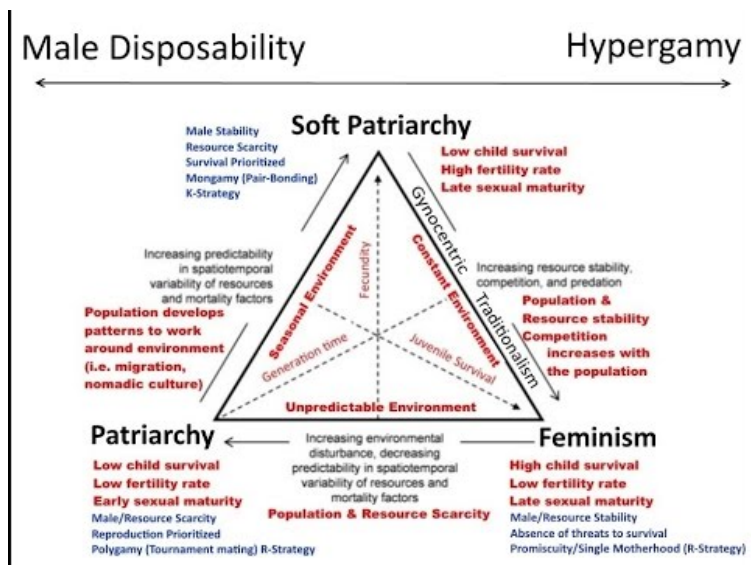 Male Disposability
Hypergamy
Soft Patriarchy
Male Stability
Resource Scarcity
Survival Prioritized
Mongamy (Pair-Bonding)
K-Strategy
Low child survival
High fertility rate
Late sexual maturity
Gynocentric Traditionalism
Increasing predictability
in spatiotemporal
variability of resources
and mortality factors
Population develops
patterns to work
around environment
(i.e. migration,
nomadic culture)
Seasonal Environment
Fecundity
Constant Environment
Generation time
Juvenile Survival
Unpredictable Environment
Increasing resource stability,
competition, and predation
Population &
Resource stability
Competition
increases with
the population
Patriarchy
Low child survival
Low fertility rate
Early sexual maturity
Male/Resource Scarcity
Reproduction Prioritized
Polygamy (Tournament mating) R-Strategy
Increasing environmental
disturbance, decreasing
predictability in spatiotemporal
variability of resources and
mortality factors
Population & Resource Scarcity
Feminism
High child survival
Low fertility rate
Late sexual maturity
Male/Resource Stability
Absence of threats to survival
Promiscuity/Single Motherhood (R-Strategy)